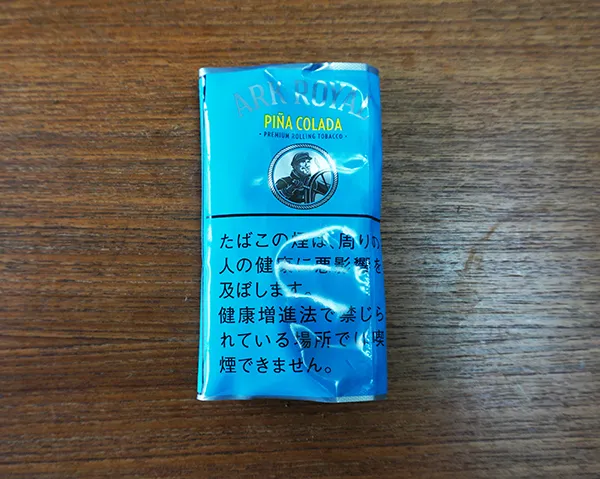 ARK ROYAL
PIÑA COLADA
- PREMIUM ROLLING TOBACCO -
たばこの煙は、周りの
人の健康に悪影響を
及ぼします。
健康増進法で禁じら
れている場所では喫
煙できません。